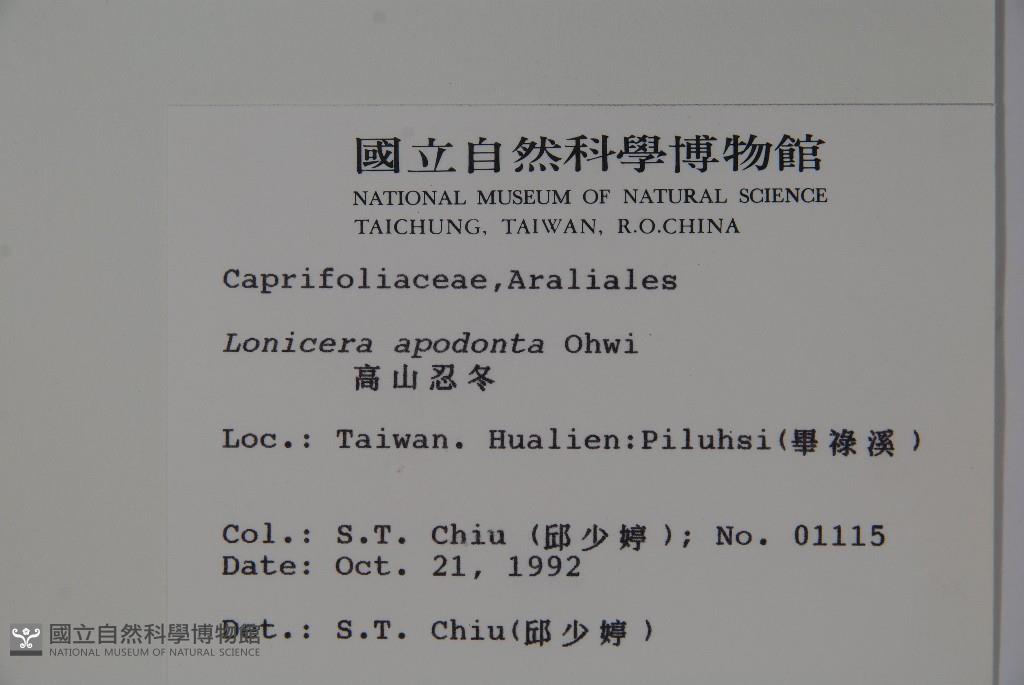 國立自然科學博物館
NATIONAL MUSEUM OF NATURAL SCIENCE
TAICHUNG, TAIWAN, R.O.CHINA
Caprifoliaceae,Araliales
Lonicera apodonta Ohwi
高山忍冬
Loc.: Taiwan. Hualien:Piluhsi(畢祿溪)
Col.: S.T. Chiu (邱少婷); No. 01115
Date: Oct. 21, 1992
Det.: S.T. Chiu(邱少婷)
國立自然科學博物館
NATIONAL MUSEUM OF NATURAL SCIENCE